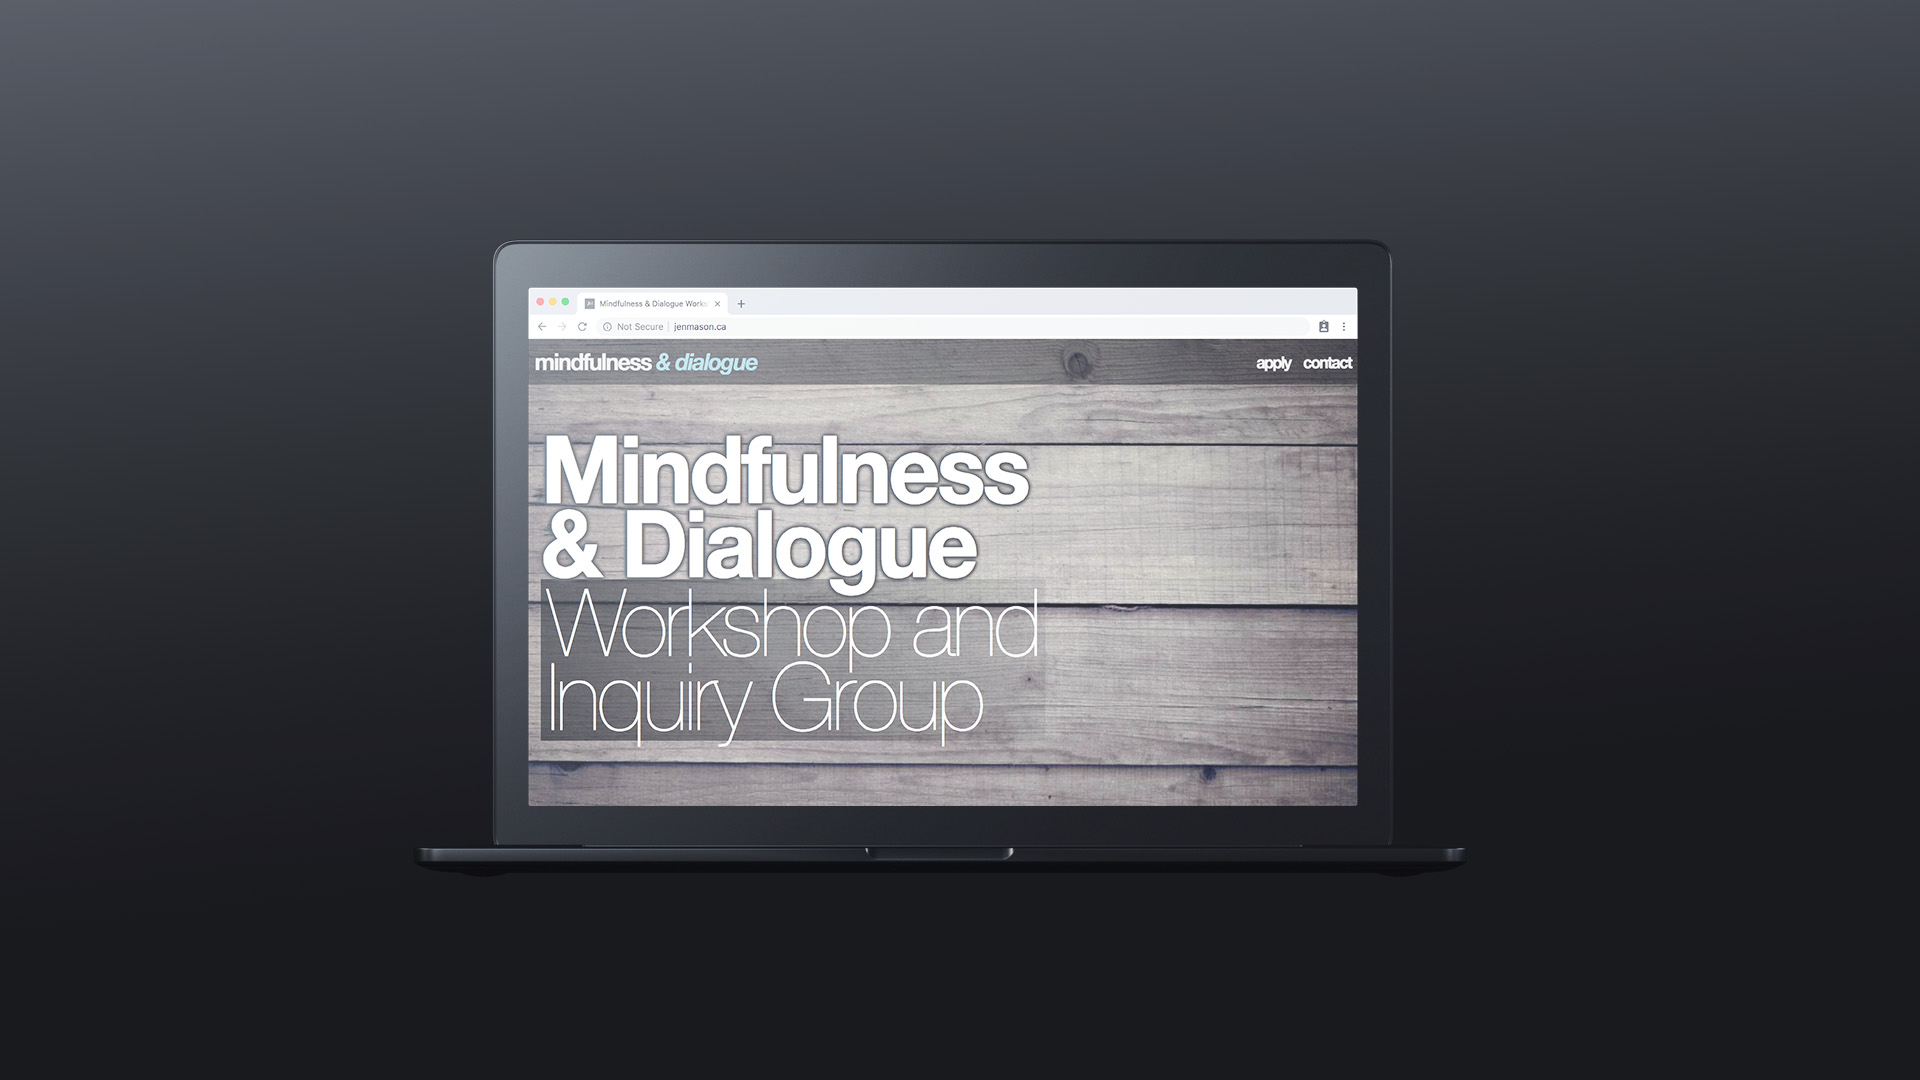 Mindfulness & Dialogue Works
Not Secure | jenmason.ca
mindfulness & dialogue
apply contact
Mindfulness
& Dialogue
Workshop and
Inquiry Group